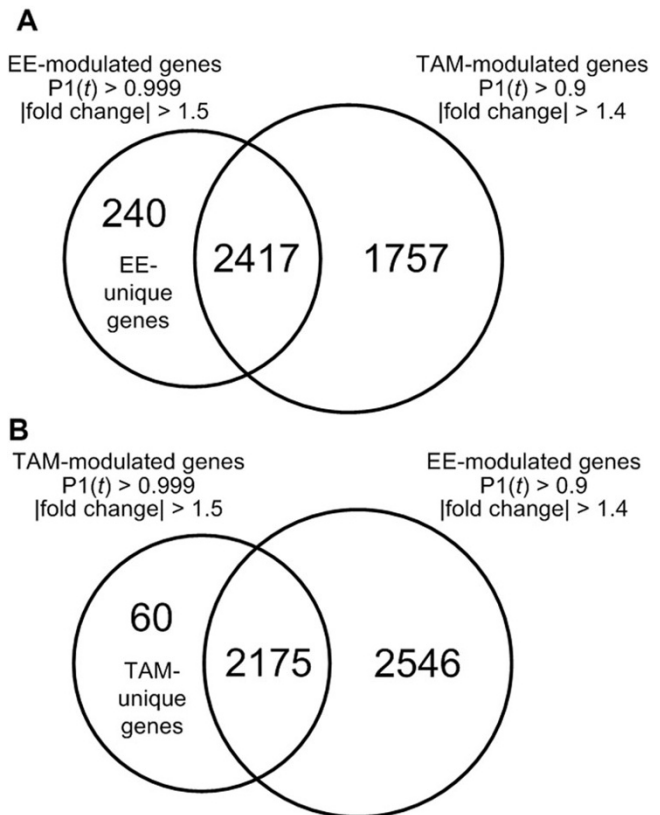 A
EE-modulated genes
P1(t) > 0.999
|fold change| > 1.5
TAM-modulated genes
P1(t) > 0.9
|fold change| > 1.4
240
EE-
unique
genes
2417
1757
B
TAM-modulated genes
P1(t) > 0.999
|fold change| > 1.5
EE-modulated genes
P1(t) > 0.9
|fold change| > 1.4
60
TAM-
unique
genes
2175
2546